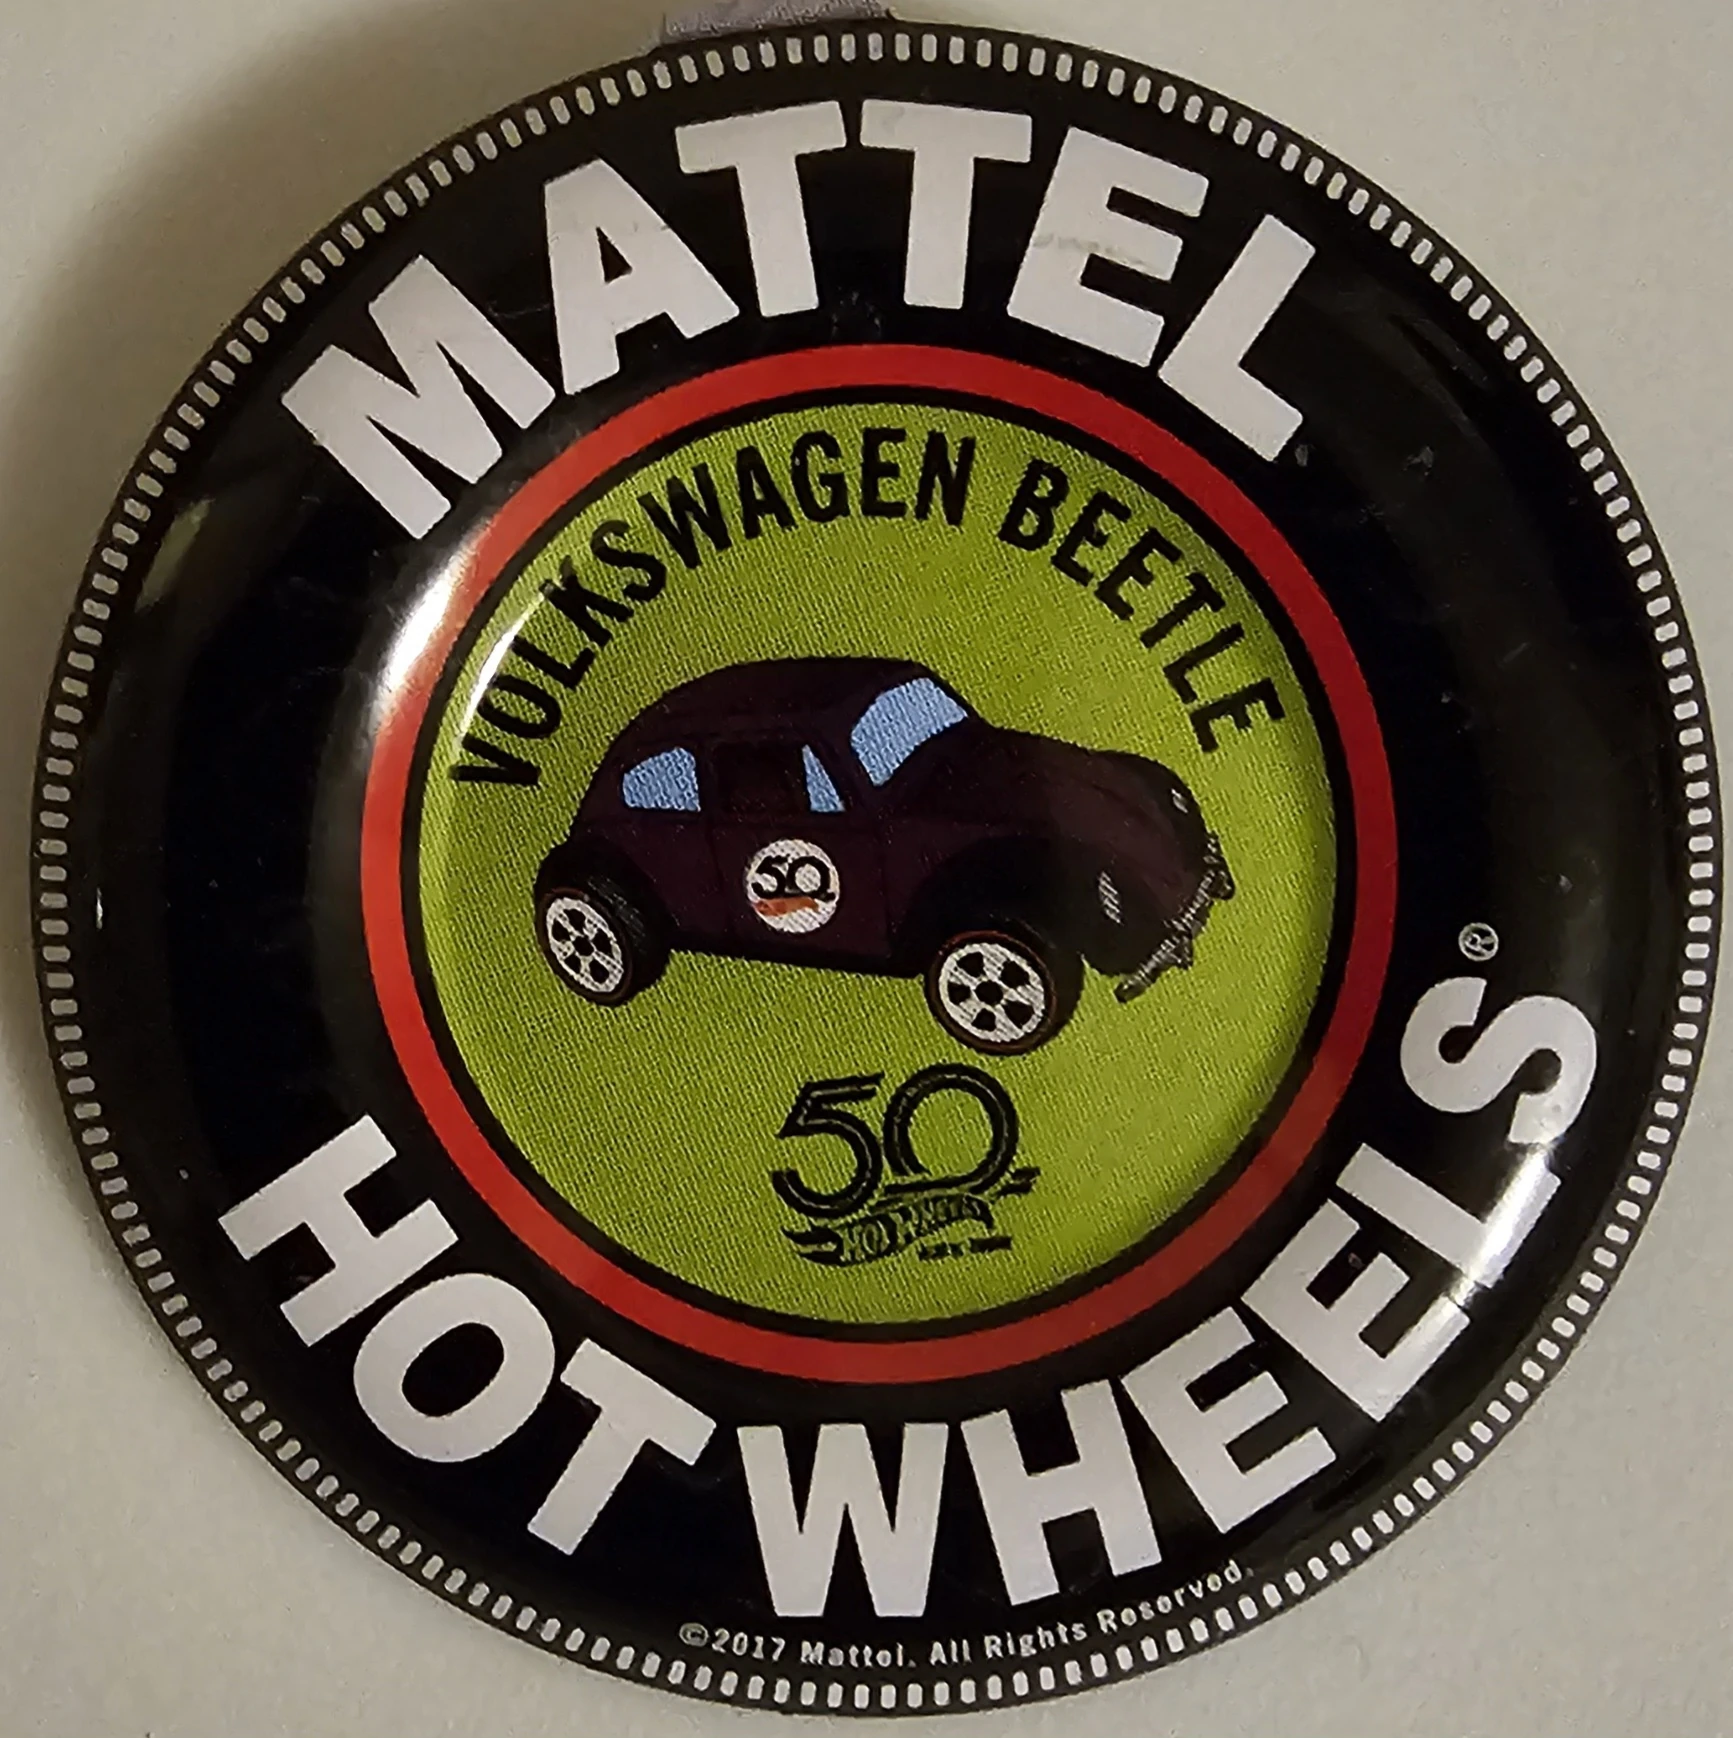 MATTEL
VOLKSWAGEN BEETLE
50
50
HOT WHEELS
HOT WHEELS®
©2017 Mattel. All Rights Reserved.